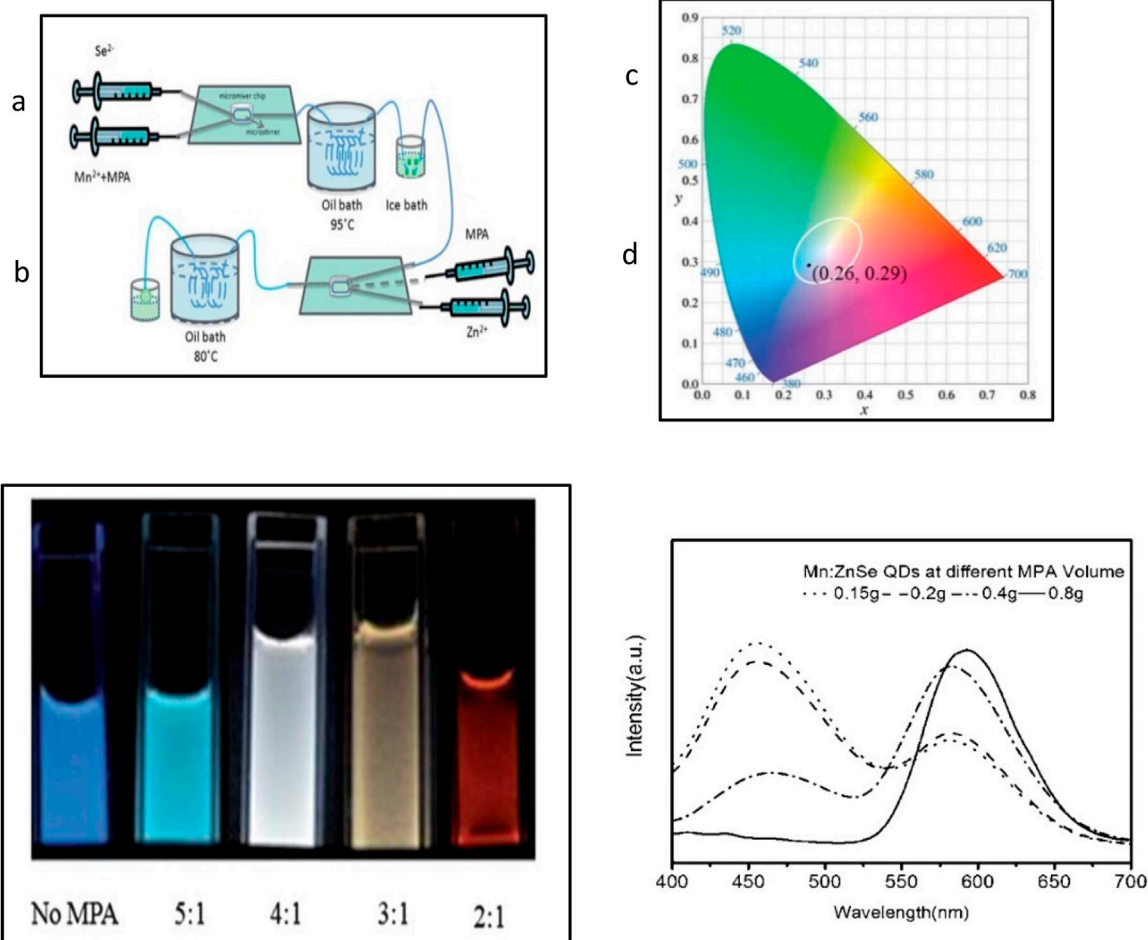 a
b
c
d
Se²⁻
Mn²⁺+MPA
micromixer chip
microstirrer
Oil bath
95°C
Ice bath
MPA
Zn²⁺
Oil bath
80°C
0.9
0.8
0.7
0.6
0.5
0.4
0.3
0.2
0.1
0.0
y
0.0 0.1 0.2 0.3 0.4 0.5 0.6 0.7 0.8
x
520
540
560
500
580
600
620
700
490
480
470
460
380
(0.26, 0.29)
No MPA 5:1 4:1 3:1 2:1
Mn:ZnSe QDs at different MPA Volume
0.15g 0.2g 0.4g 0.8g
Intensity(a.u.)
400 450 500 550 600 650 700
Wavelength(nm)